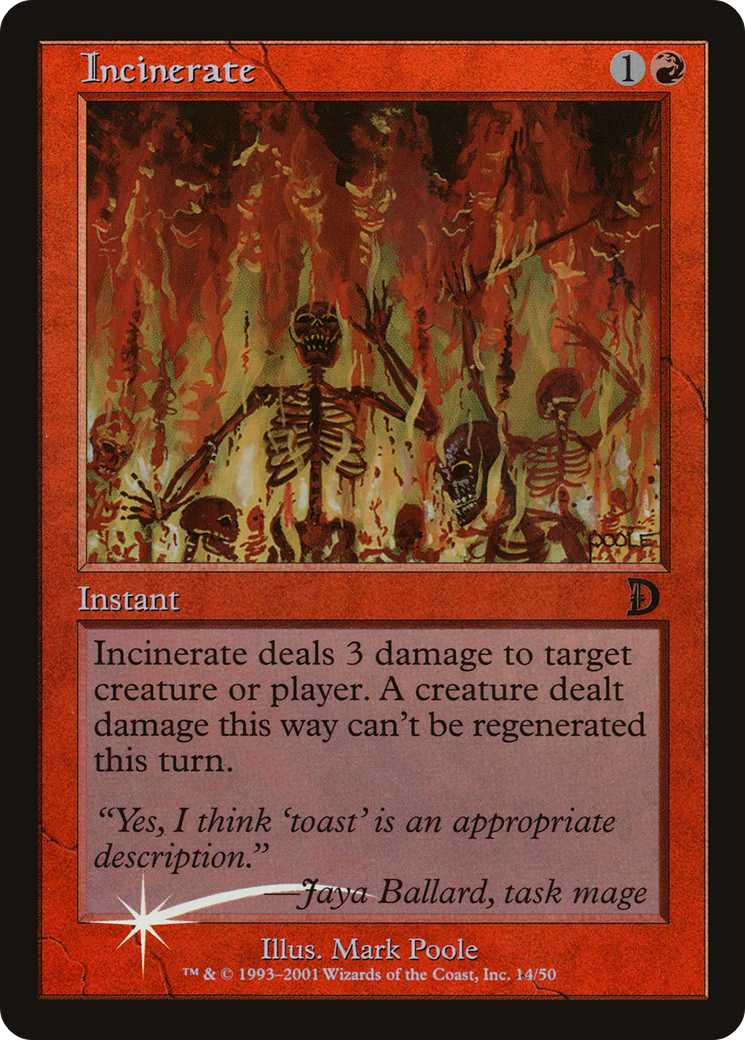 Incinerate 1
POOLE
Instant D
Incinerate deals 3 damage to target
creature or player. A creature dealt
damage this way can't be regenerated
this turn.
“Yes, I think ‘toast’ is an appropriate
description.”
—Jaya Ballard, task mage
Illus. Mark Poole
™ & © 1993–2001 Wizards of the Coast, Inc. 14/50